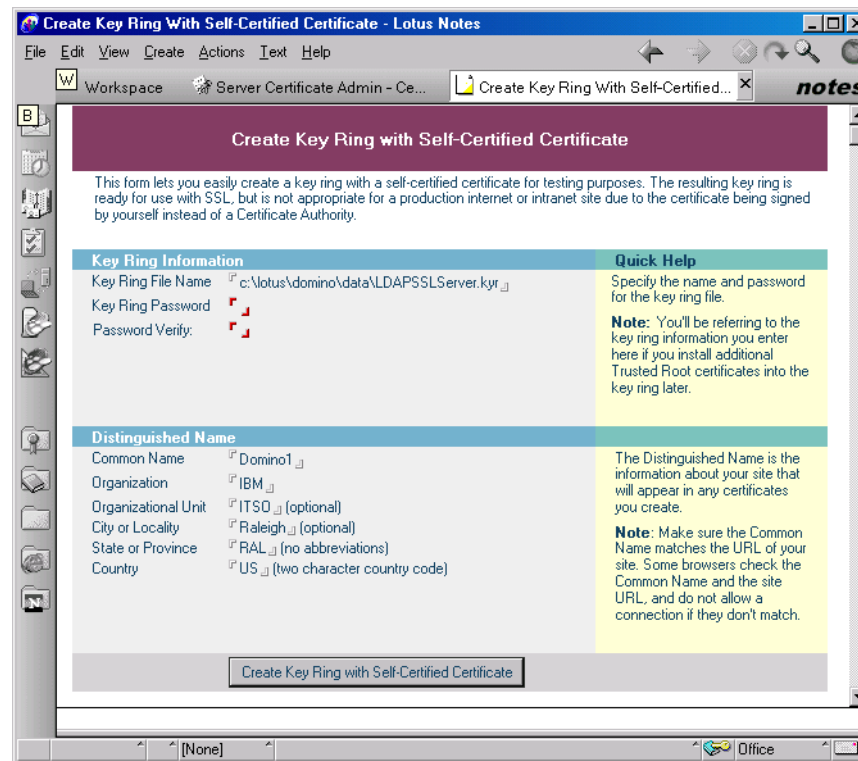 Create Key Ring With Self-Certified Certificate - Lotus Notes
File Edit View Create Actions Text Help
W Workspace Server Certificate Admin - Ce... Create Key Ring With Self-Certified... notes
B
Create Key Ring with Self-Certified Certificate
This form lets you easily create a key ring with a self-certified certificate for testing purposes. The resulting key ring is
ready for use with SSL, but is not appropriate for a production internet or intranet site due to the certificate being signed
by yourself instead of a Certificate Authority.
Key Ring Information
Key Ring File Name c:\lotus\domino\data\LDAPSSLServer.kyr
Key Ring Password
Password Verify:
Quick Help
Specify the name and password
for the key ring file.
Note: You'll be referring to the
key ring information you enter
here if you install additional
Trusted Root certificates into the
key ring later.
Distinguished Name
Common Name Domino1
Organization IBM
Organizational Unit ITSO (optional)
City or Locality Raleigh (optional)
State or Province RAL (no abbreviations)
Country US (two character country code)
The Distinguished Name is the
information about your site that
will appear in any certificates
you create.
Note: Make sure the Common
Name matches the URL of your
site. Some browsers check the
Common Name and the site
URL, and do not allow a
connection if they don't match.
Create Key Ring with Self-Certified Certificate
[None] Office